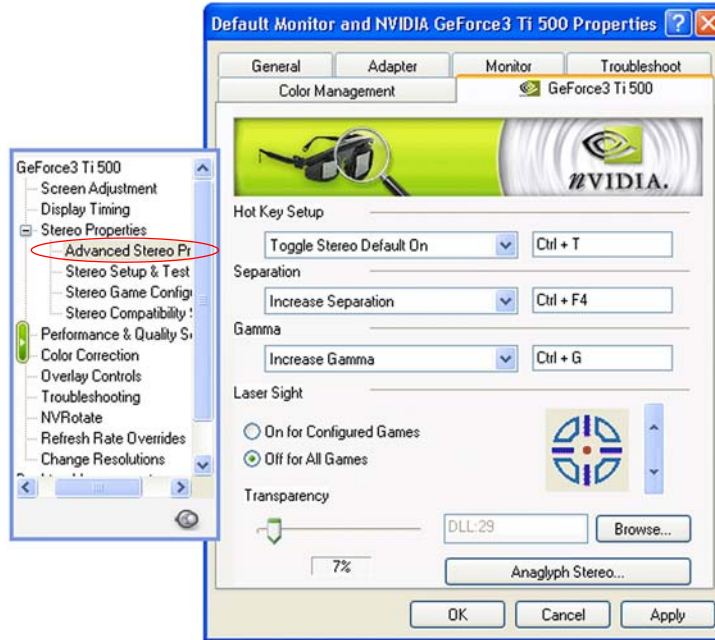 Default Monitor and NVIDIA GeForce3 Ti 500 Properties
General Adapter Monitor Troubleshoot
Color Management GeForce3 Ti 500
nVIDIA.
Hot Key Setup
Toggle Stereo Default On Ctrl + T
Separation
Increase Separation Ctrl + F4
Gamma
Increase Gamma Ctrl + G
Laser Sight
On for Configured Games
Off for All Games
Transparency
7%
DLL:29 Browse...
Anaglyph Stereo...
OK Cancel Apply
GeForce3 Ti 500
Screen Adjustment
Display Timing
Stereo Properties
Advanced Stereo Pr
Stereo Setup & Test
Stereo Game Config
Stereo Compatibility
Performance & Quality S
Color Correction
Overlay Controls
Troubleshooting
NVRotate
Refresh Rate Overrides
Change Resolutions